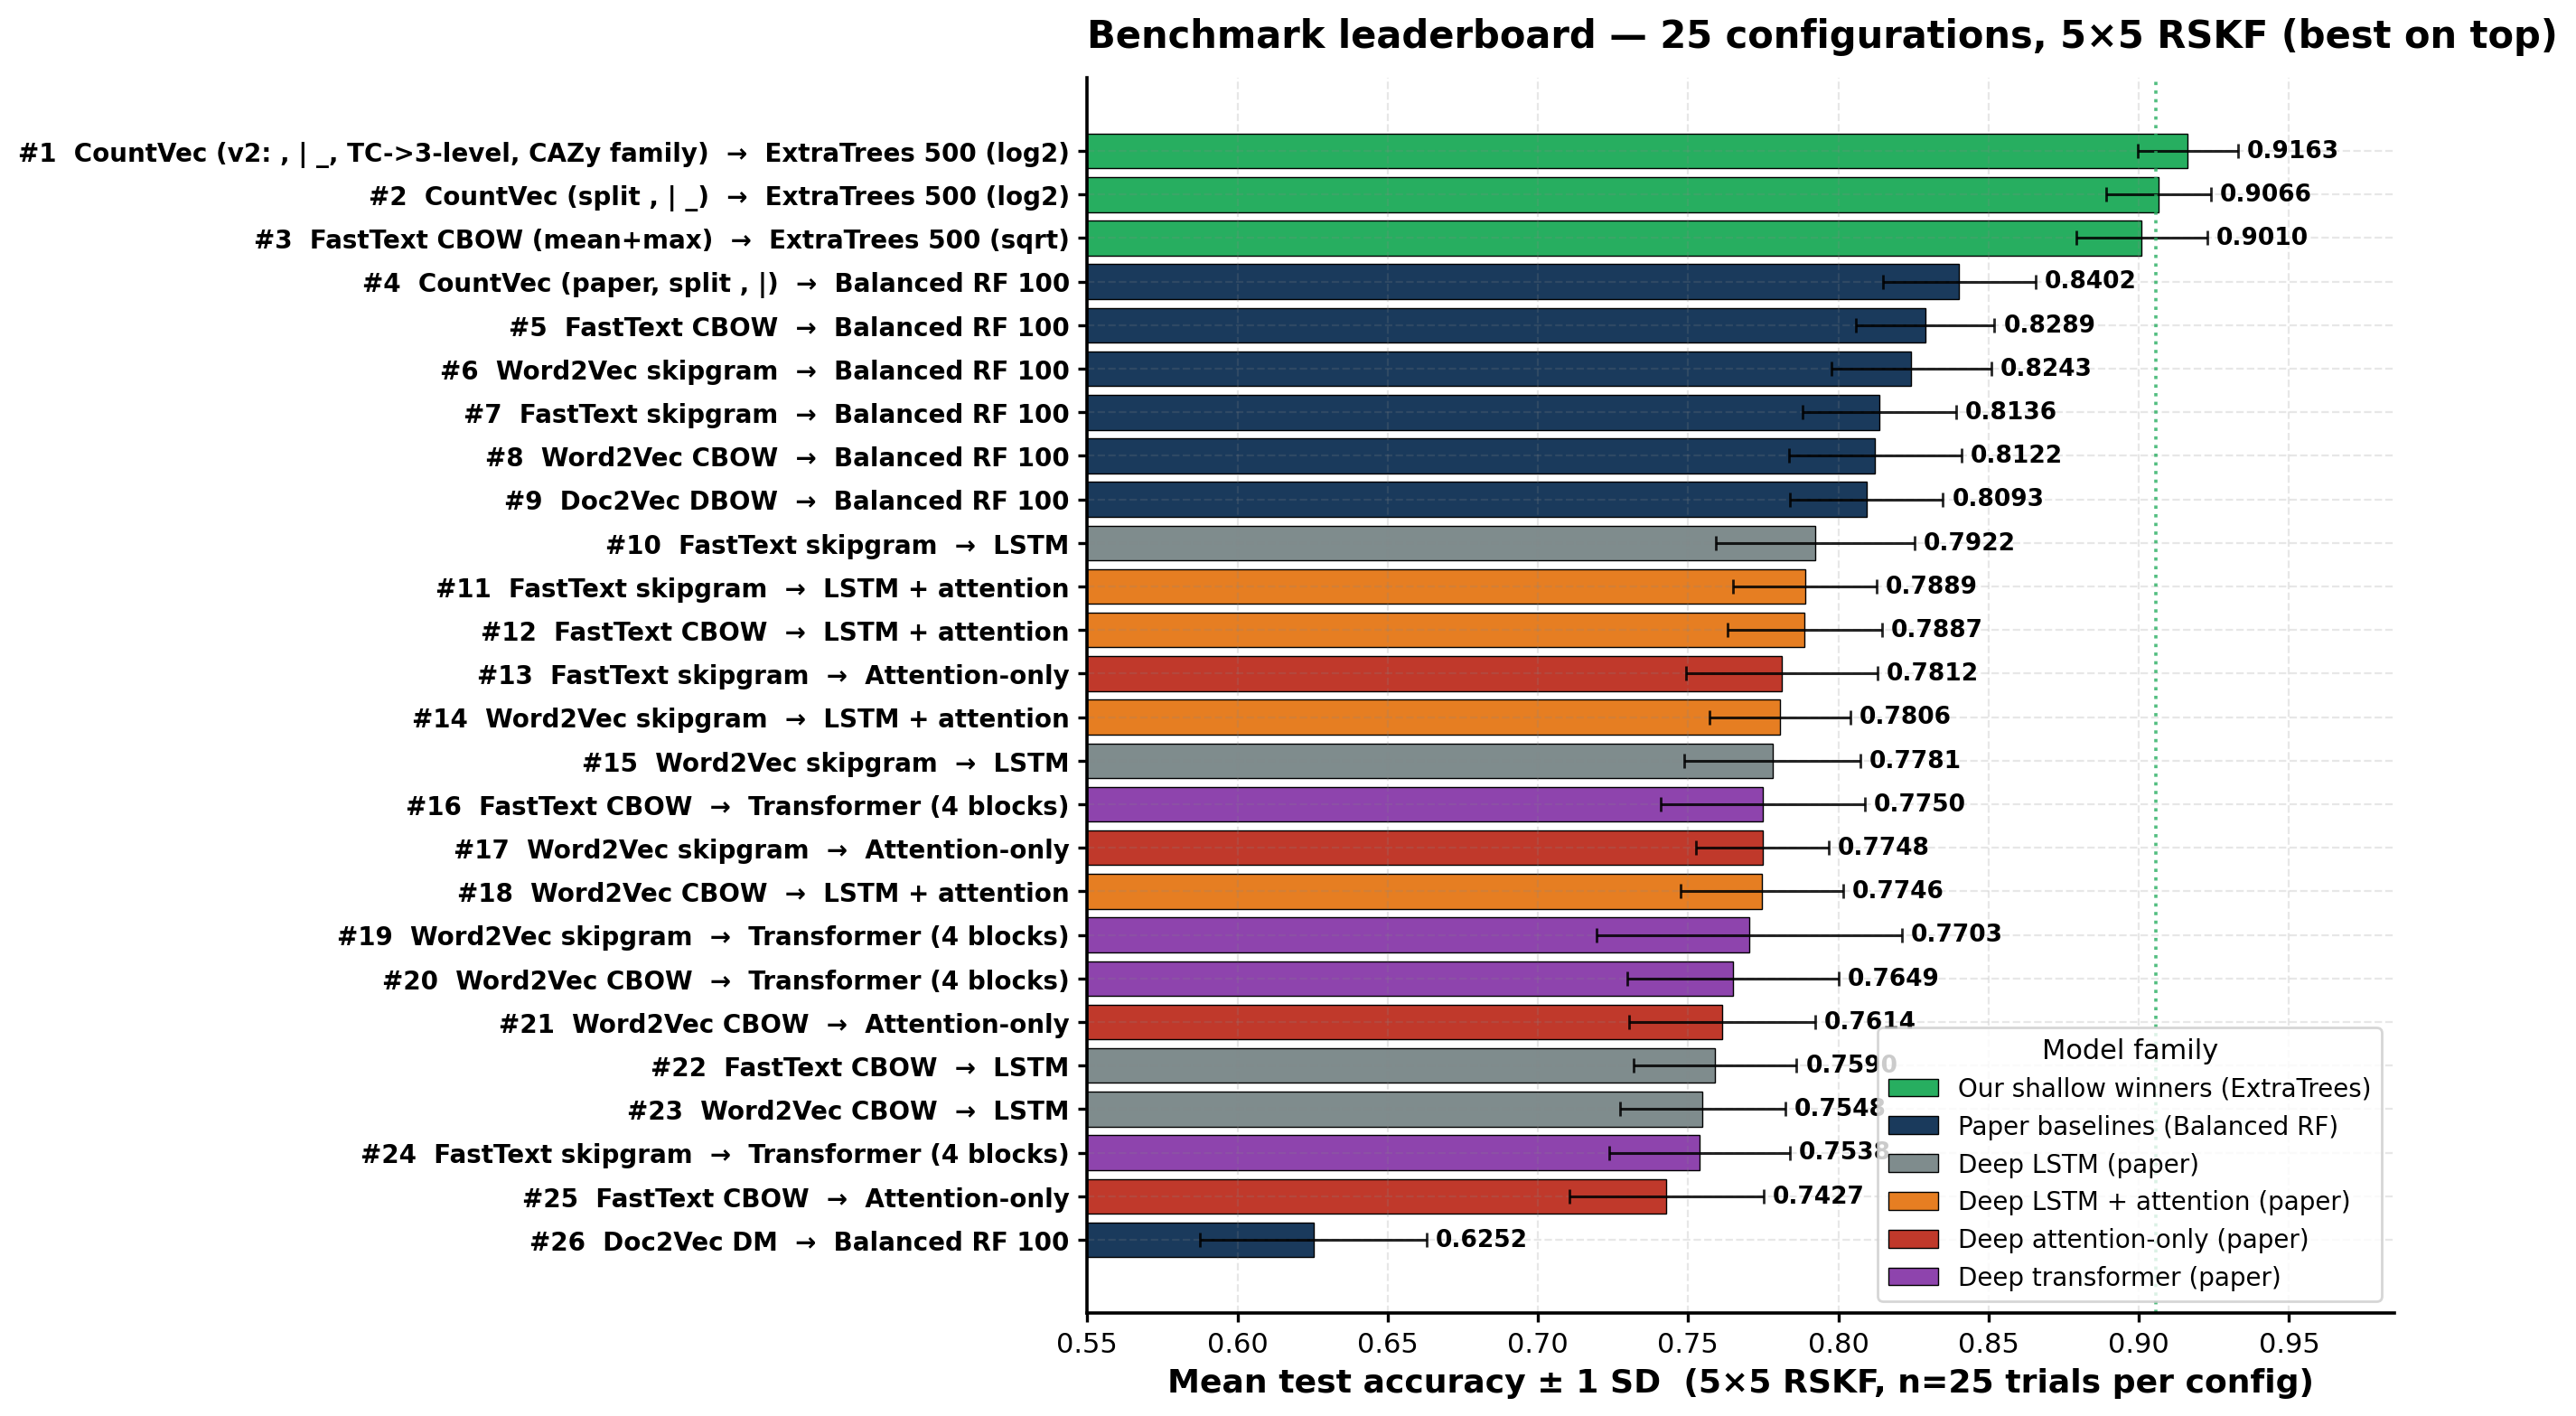 Benchmark leaderboard — 25 configurations, 5×5 RSKF (best on top)
#1 CountVec (v2: , | _, TC->3-level, CAZy family) → ExtraTrees 500 (log2) 0.9163
#2 CountVec (split , | _) → ExtraTrees 500 (log2) 0.9066
#3 FastText CBOW (mean+max) → ExtraTrees 500 (sqrt) 0.9010
#4 CountVec (paper, split , |) → Balanced RF 100 0.8402
#5 FastText CBOW → Balanced RF 100 0.8289
#6 Word2Vec skipgram → Balanced RF 100 0.8243
#7 FastText skipgram → Balanced RF 100 0.8136
#8 Word2Vec CBOW → Balanced RF 100 0.8122
#9 Doc2Vec DBOW → Balanced RF 100 0.8093
#10 FastText skipgram → LSTM 0.7922
#11 FastText skipgram → LSTM + attention 0.7889
#12 FastText CBOW → LSTM + attention 0.7887
#13 FastText skipgram → Attention-only 0.7812
#14 Word2Vec skipgram → LSTM + attention 0.7806
#15 Word2Vec skipgram → LSTM 0.7781
#16 FastText CBOW → Transformer (4 blocks) 0.7750
#17 Word2Vec skipgram → Attention-only 0.7748
#18 Word2Vec CBOW → LSTM + attention 0.7746
#19 Word2Vec skipgram → Transformer (4 blocks) 0.7703
#20 Word2Vec CBOW → Transformer (4 blocks) 0.7649
#21 Word2Vec CBOW → Attention-only 0.7614
#22 FastText CBOW → LSTM 0.7590
#23 Word2Vec CBOW → LSTM 0.7548
#24 FastText skipgram → Transformer (4 blocks) 0.7538
#25 FastText CBOW → Attention-only 0.7427
#26 Doc2Vec DM → Balanced RF 100 0.6252
Model family
Our shallow winners (ExtraTrees)
Paper baselines (Balanced RF)
Deep LSTM (paper)
Deep LSTM + attention (paper)
Deep attention-only (paper)
Deep transformer (paper)
0.55 0.60 0.65 0.70 0.75 0.80 0.85 0.90 0.95
Mean test accuracy ± 1 SD (5×5 RSKF, n=25 trials per config)